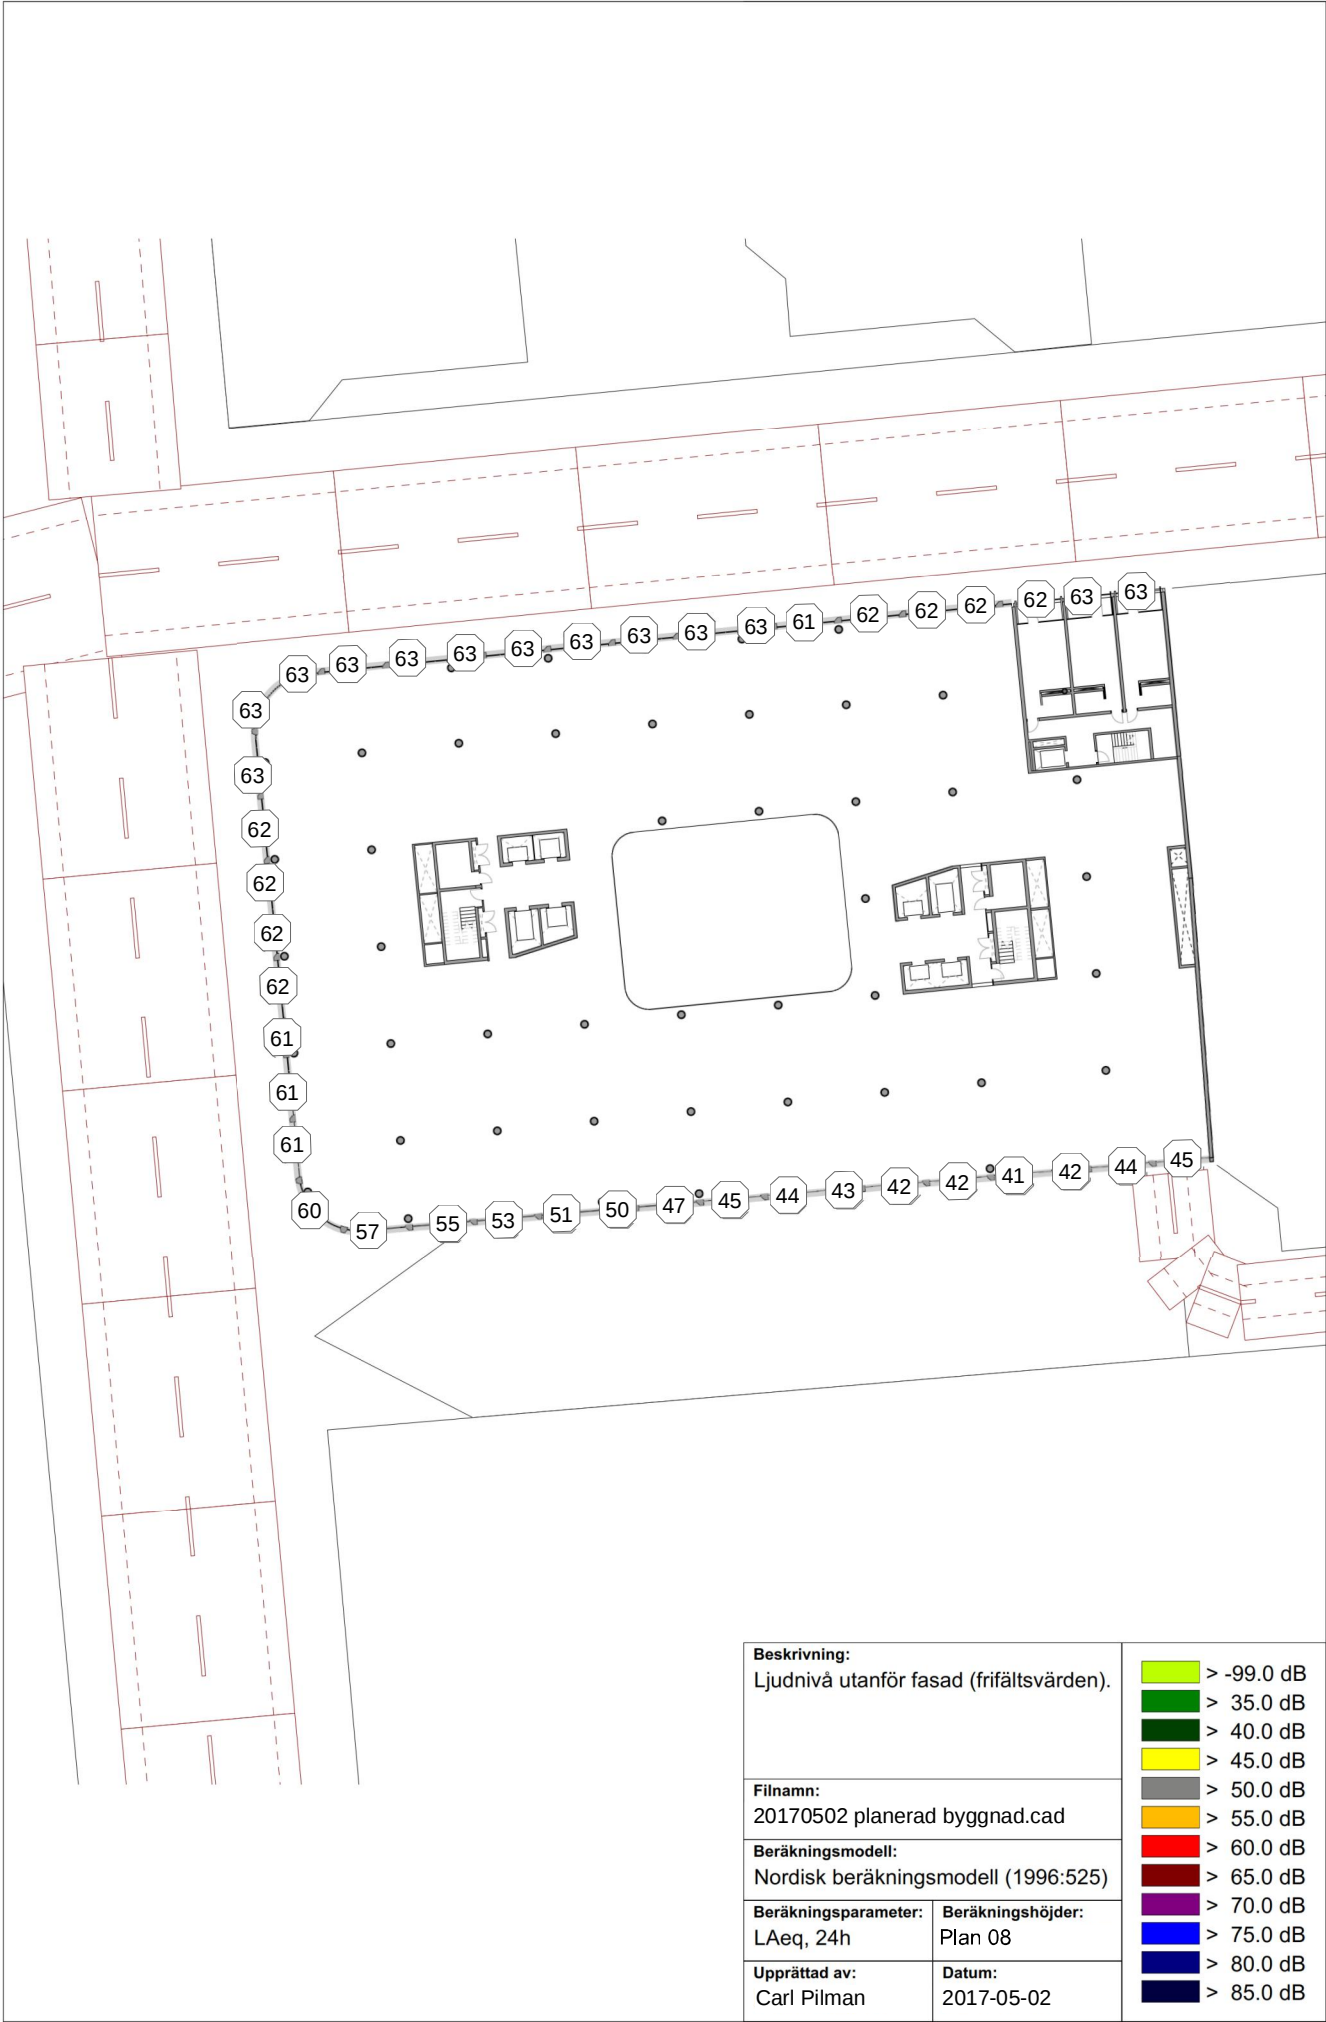 63
63
62
62
62
62
61
63
63
63
63
63
63
63
63
63
63
63
62
62
62
62
61
61
61
60
57
55
53
51
50
47
45
44
43
42
42
41
42
44
45
Beskrivning:
Ljudnivå utanför fasad (frifältsvärden).
Filnamn:
20170502 planerad byggnad.cad
Beräkningsmodell:
Nordisk beräkningsmodell (1996:525)
Beräkningsparameter: Beräkningshöjder:
LAeq, 24h Plan 08
Upprättad av: Datum:
Carl Pilman 2017-05-02
> -99.0 dB
> 35.0 dB
> 40.0 dB
> 45.0 dB
> 50.0 dB
> 55.0 dB
> 60.0 dB
> 65.0 dB
> 70.0 dB
> 75.0 dB
> 80.0 dB
> 85.0 dB